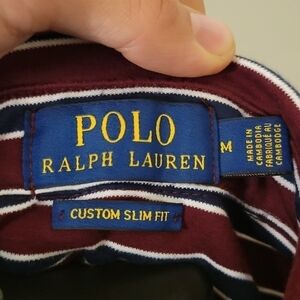 POLO
RALPH LAUREN
M
MADE IN
CAMBODIA
FABRIQUÉ AU
CAMBODGE
CUSTOM SLIM FIT